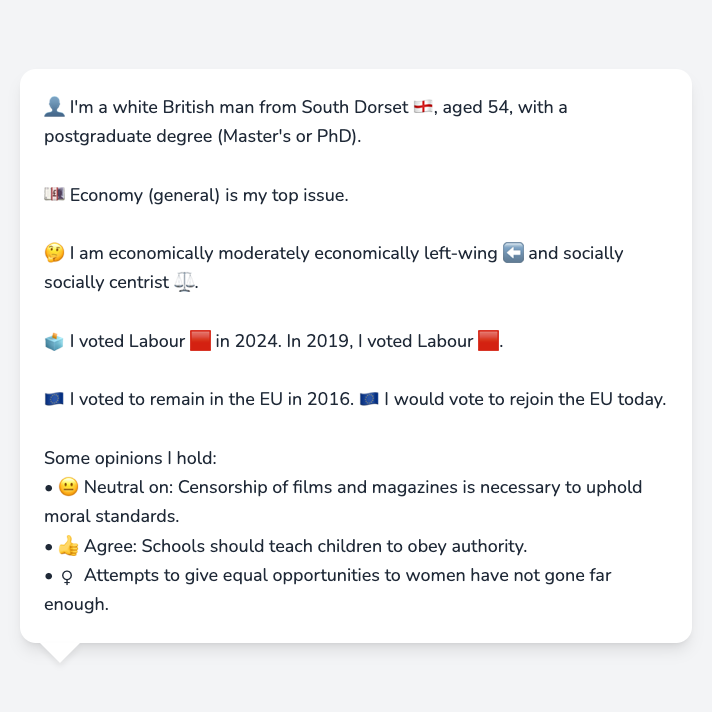 👤 I'm a white British man from South Dorset 🏴󠁧󠁢󠁥󠁮󠁧󠁿, aged 54, with a
postgraduate degree (Master's or PhD).
💷 Economy (general) is my top issue.
🤔 I am economically moderately economically left-wing ⬅️ and socially
socially centrist ⚖️.
🗳️ I voted Labour 🟥 in 2024. In 2019, I voted Labour 🟥.
🇪🇺 I voted to remain in the EU in 2016. 🇪🇺 I would vote to rejoin the EU today.
Some opinions I hold:
• 😐 Neutral on: Censorship of films and magazines is necessary to uphold
moral standards.
• 👍 Agree: Schools should teach children to obey authority.
• ♀ Attempts to give equal opportunities to women have not gone far
enough.